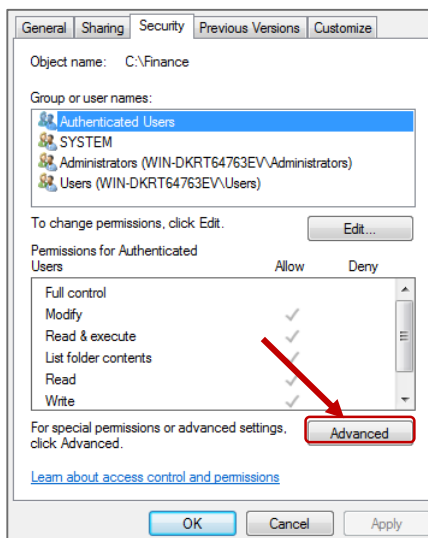 General Sharing Security Previous Versions Customize
Object name: C:\Finance
Group or user names:
Authenticated Users
SYSTEM
Administrators (WIN-DKRT64763EV\Administrators)
Users (WIN-DKRT64763EV\Users)
To change permissions, click Edit.
Edit...
Permissions for Authenticated
Users Allow Deny
Full control
Modify
Read & execute
List folder contents
Read
Write
For special permissions or advanced settings,
click Advanced.
Advanced
Learn about access control and permissions
OK Cancel Apply